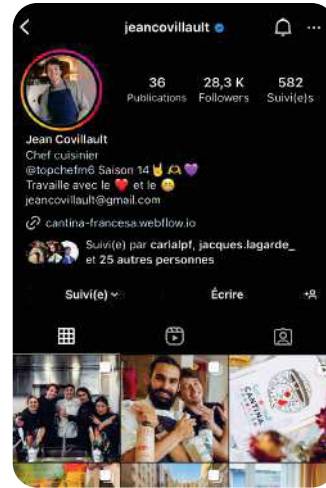 jeancovillault
36 28,3 K 582
Publications Followers Suivi(e)s
Jean Covillault
Chef cuisinier
@topchefm6 Saison 14🤘🫶💜
Travaille avec le ❤️ et le 😁
jeancovillault@gmail.com
cantina-francesa.webflow.io
Suivi(e) par carlalpf, jacques.lagarde_
et 25 autres personnes
Suivi(e) Écrire
CANTINA